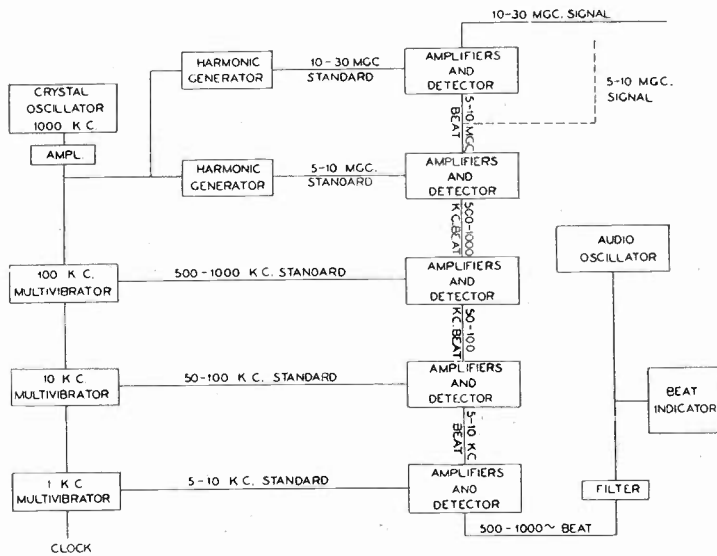 10-30 MGC. SIGNAL
HARMONIC
GENERATOR
10-30 MGC
STANDARD
AMPLIFIERS
AND
DETECTOR
5-10 MGC.
SIGNAL
CRYSTAL
OSCILLATOR
1000 K C.
AMPL.
5-10 MGC
BEAT
HARMONIC
GENERATOR
5-10 MGC.
STANDARD
AMPLIFIERS
AND
DETECTOR
500-1000
KC.BEAT
AUDIO
OSCILLATOR
100 K C.
MULTIVIBRATOR
500-1000 K C. STANDARD
AMPLIFIERS
AND
DETECTOR
50-100
KC.BEAT
10 K C.
MULTIVIBRATOR
50-100 K C. STANDARD
AMPLIFIERS
AND
DETECTOR
BEAT
INDICATOR
5-10 KC
BEAT
1 K C
MULTIVIBRATOR
5-10 K C. STANDARD
AMPLIFIERS
AND
DETECTOR
FILTER
500-1000~ BEAT
CLOCK